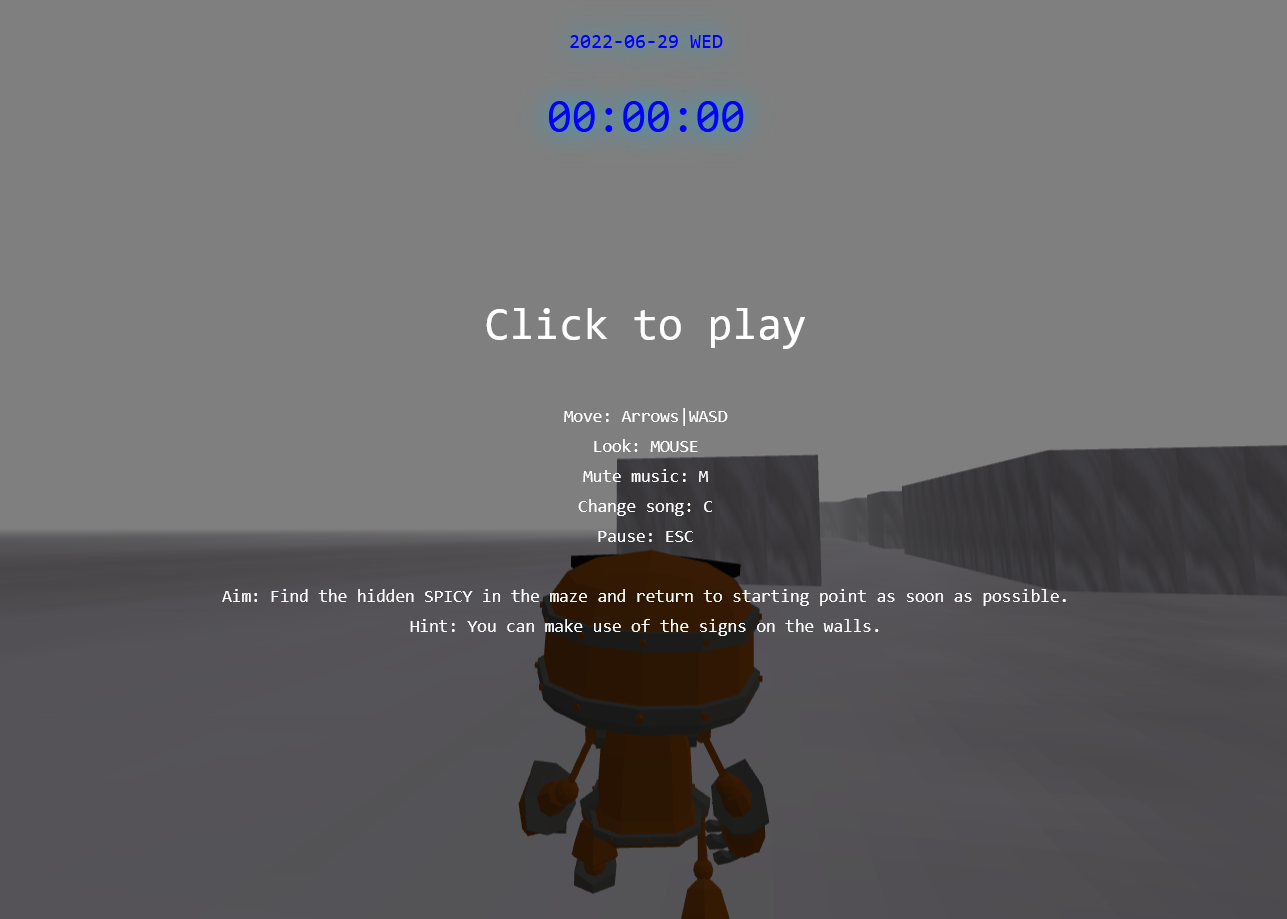 2022-06-29 WED
00:00:00
Click to play
Move: Arrows|WASD
Look: MOUSE
Mute music: M
Change song: C
Pause: ESC
Aim: Find the hidden SPICY in the maze and return to starting point as soon as possible.
Hint: You can make use of the signs on the walls.